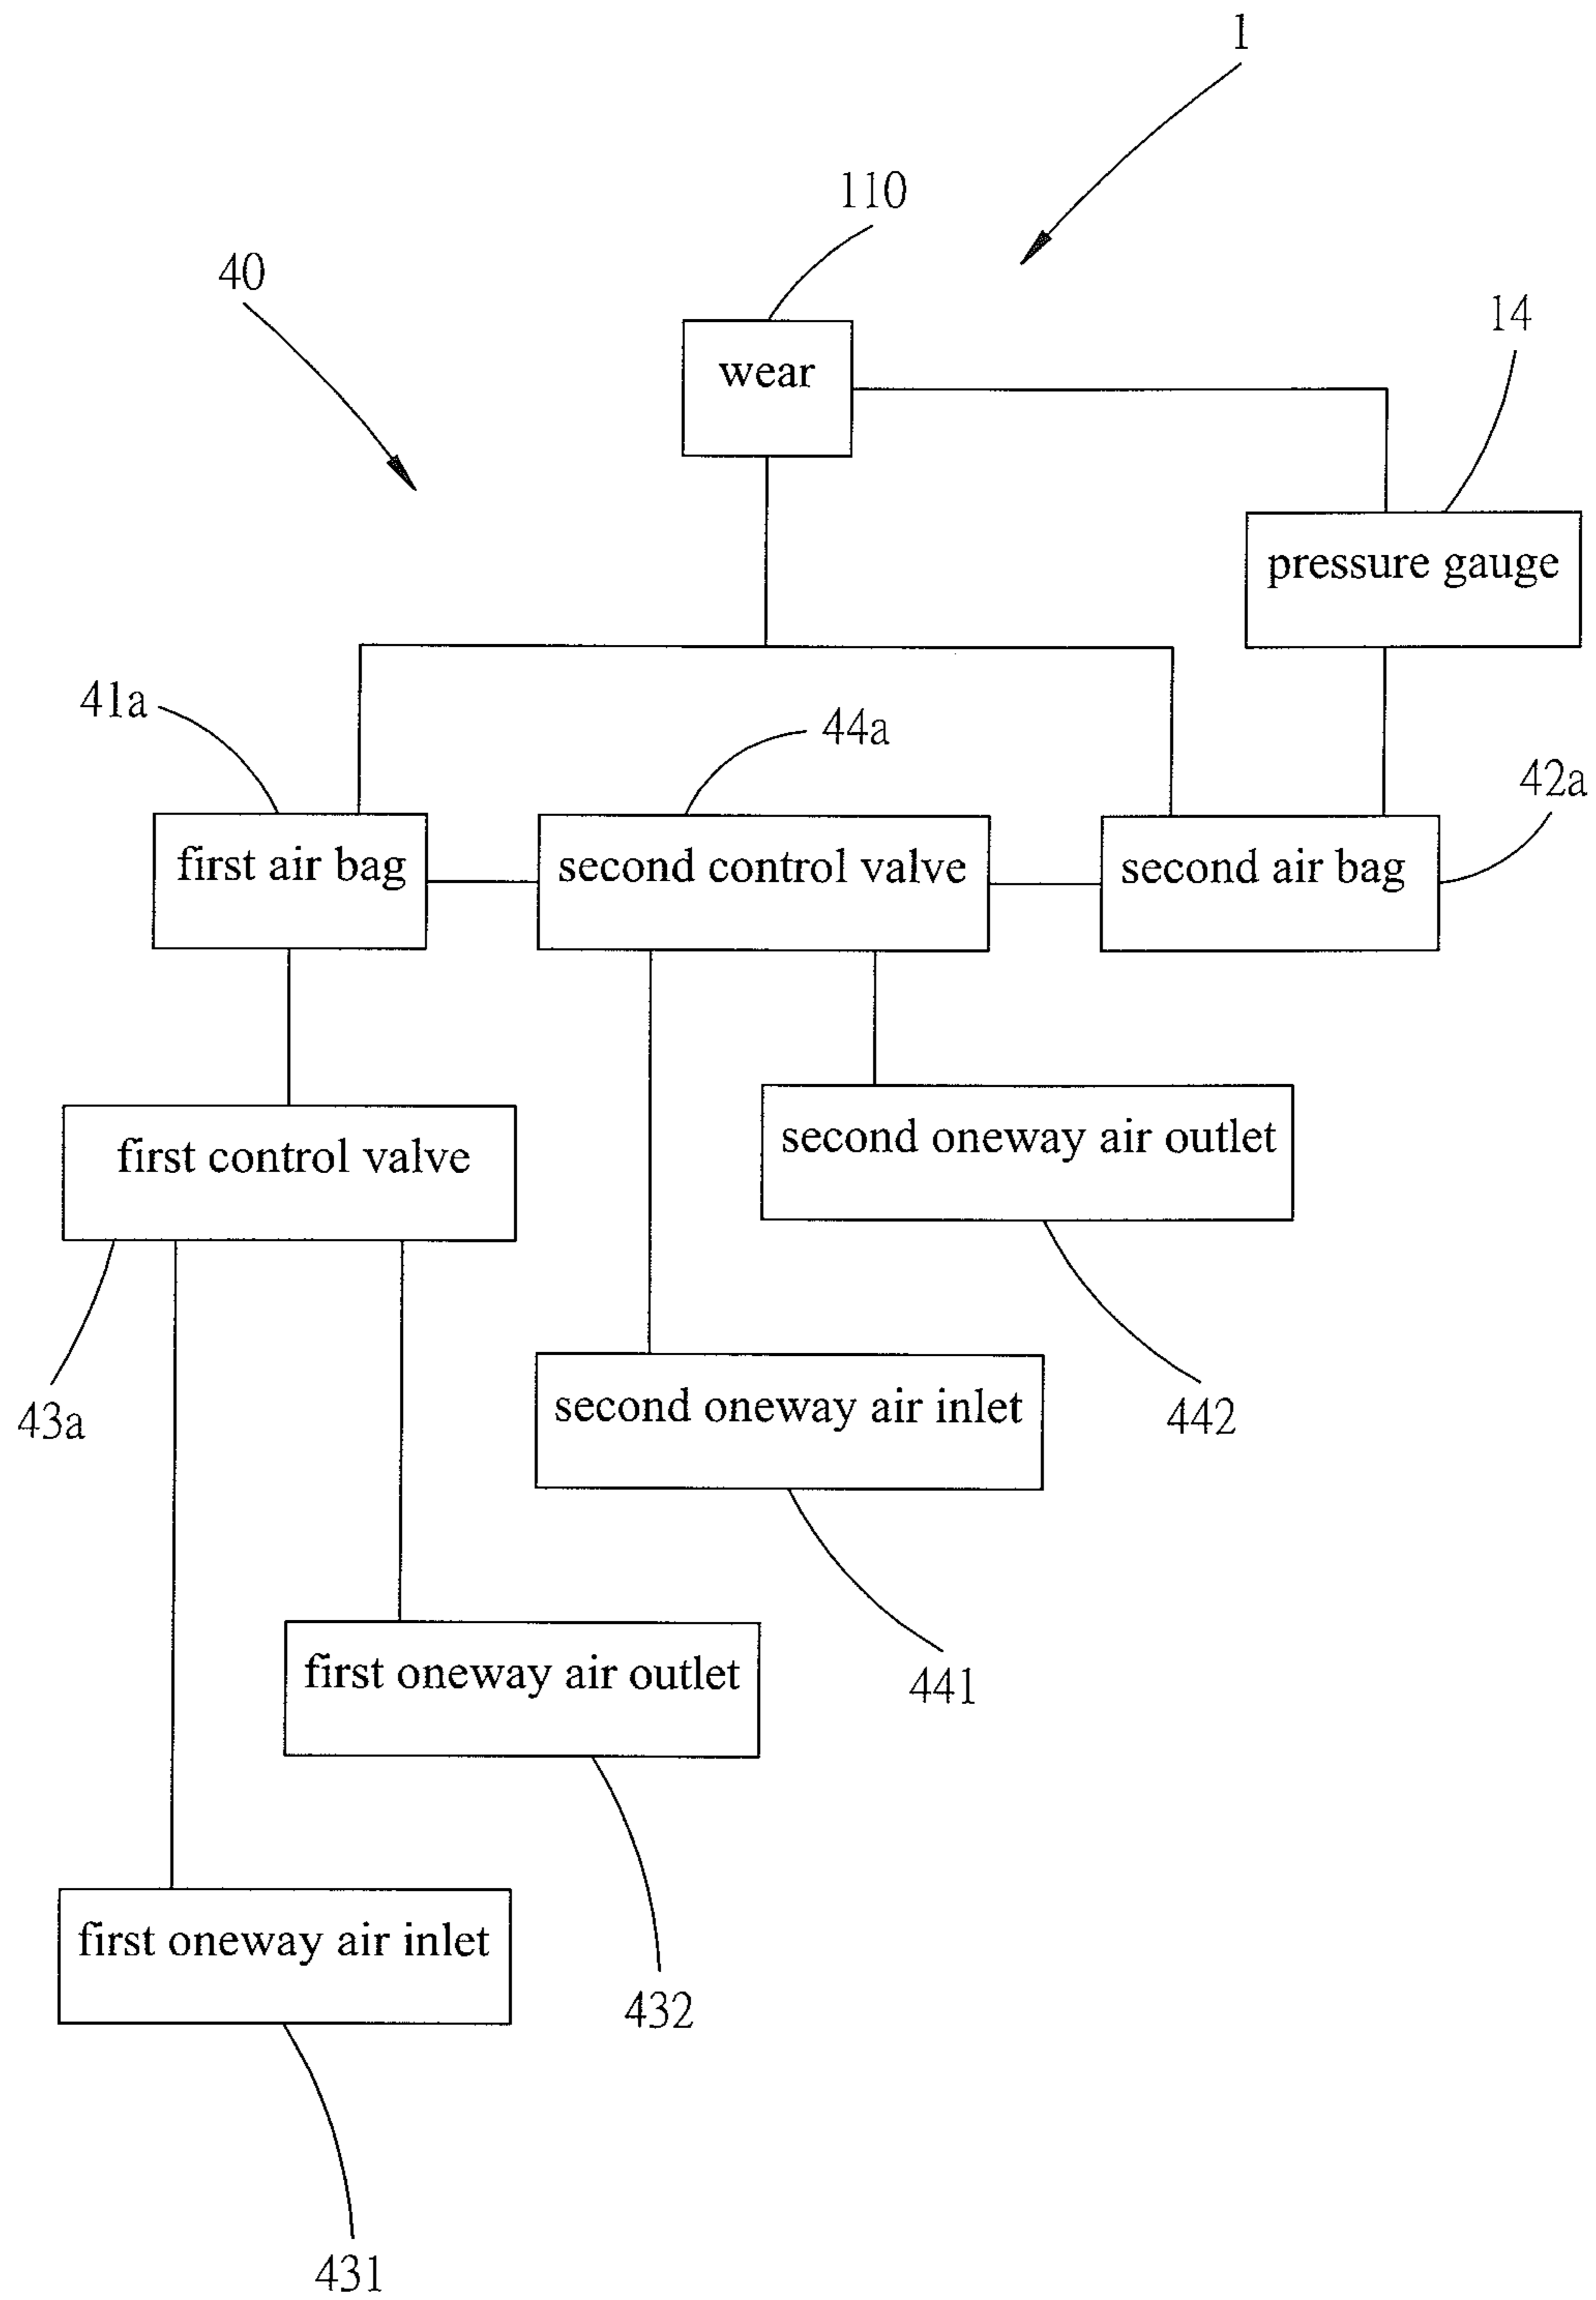 1
110
40
14
wear
pressure gauge
41a
44a
42a
first air bag
second control valve
second air bag
second oneway air outlet
first control valve
43a
442
second oneway air inlet
441
first oneway air outlet
432
first oneway air inlet
431